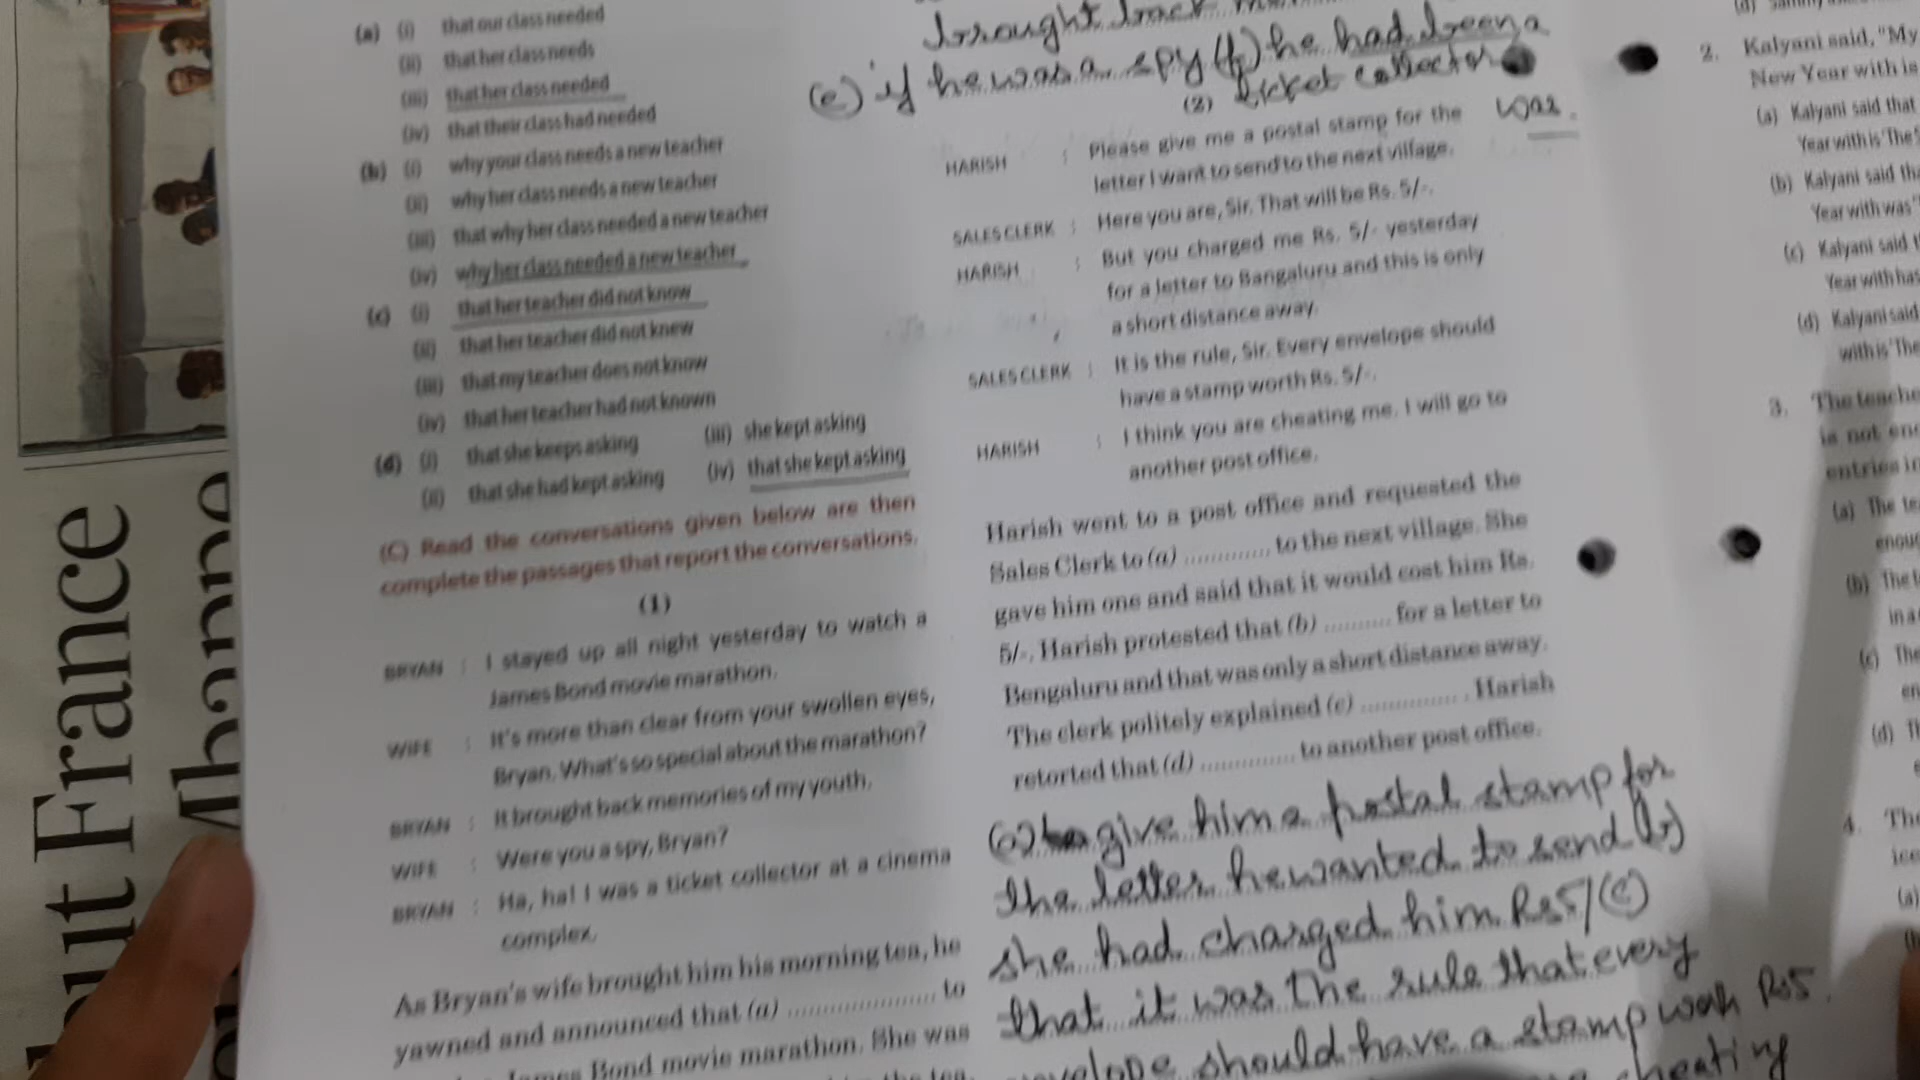 (a) (i) that our class needed
(ii) that her class needs
(iii) that her class needed
(iv) that their class had needed
(b) (i) why your class needs a new teacher
(ii) why her class needs a new teacher
(iii) that why her class needed a new teacher
(iv) why her class needed a new teacher
(c) (i) that her teacher did not know
(ii) that her teacher did not knew
(iii) that my teacher does not know
(iv) that her teacher had not known
(d) (i) that she keeps asking (iii) she kept asking
(ii) that she had kept asking (iv) that she kept asking
(C) Read the conversations given below are then
complete the passages that report the conversations.
(1)
BRYAN : I stayed up all night yesterday to watch a
James Bond movie marathon.
WIFE : It's more than clear from your swollen eyes,
Bryan. What's so special about the marathon?
BRYAN : It brought back memories of my youth.
WIFE : Were you a spy, Bryan?
BRYAN : Ha, ha! I was a ticket collector at a cinema
complex.
As Bryan's wife brought him his morning tea, he
yawned and announced that (a) .................... to
James Bond movie marathon. She was
the tea
brought back
(e) if he was a spy (f) he had been a
ticket collector
was.
(2)
HARISH : Please give me a postal stamp for the
letter I want to send to the next village.
SALES CLERK : Here you are, Sir. That will be Rs. 5/-.
HARISH : But you charged me Rs. 5/- yesterday
for a letter to Bangaluru and this is only
a short distance away.
SALES CLERK : It is the rule, Sir. Every envelope should
have a stamp worth Rs. 5/-.
HARISH : I think you are cheating me. I will go to
another post office.
Harish went to a post office and requested the
Sales Clerk to (a) ............. to the next village. She
gave him one and said that it would cost him Rs.
5/-. Harish protested that (b) .......... for a letter to
Bengaluru and that was only a short distance away.
The clerk politely explained (c) .............. . Harish
retorted that (d) .............. to another post office.
(a) give him a postal stamp for
the letter he wanted to send (b)
she had charged him Rs 5/ (c)
that it was the rule that every
should have a stamp worth Rs 5.
cheating
2. Kalyani said, "My
New Year with is
(a) Kalyani said that
Year with is 'The
(b) Kalyani said tha
Year with was
(c) Kalyani said t
Year with has
(d) Kalyani said
with is 'The
3. The teache
is not en
entries in
(a) The te
enoug
(b) The
in a
(c) The
en
(d)
4. The
ice
(a)
out France